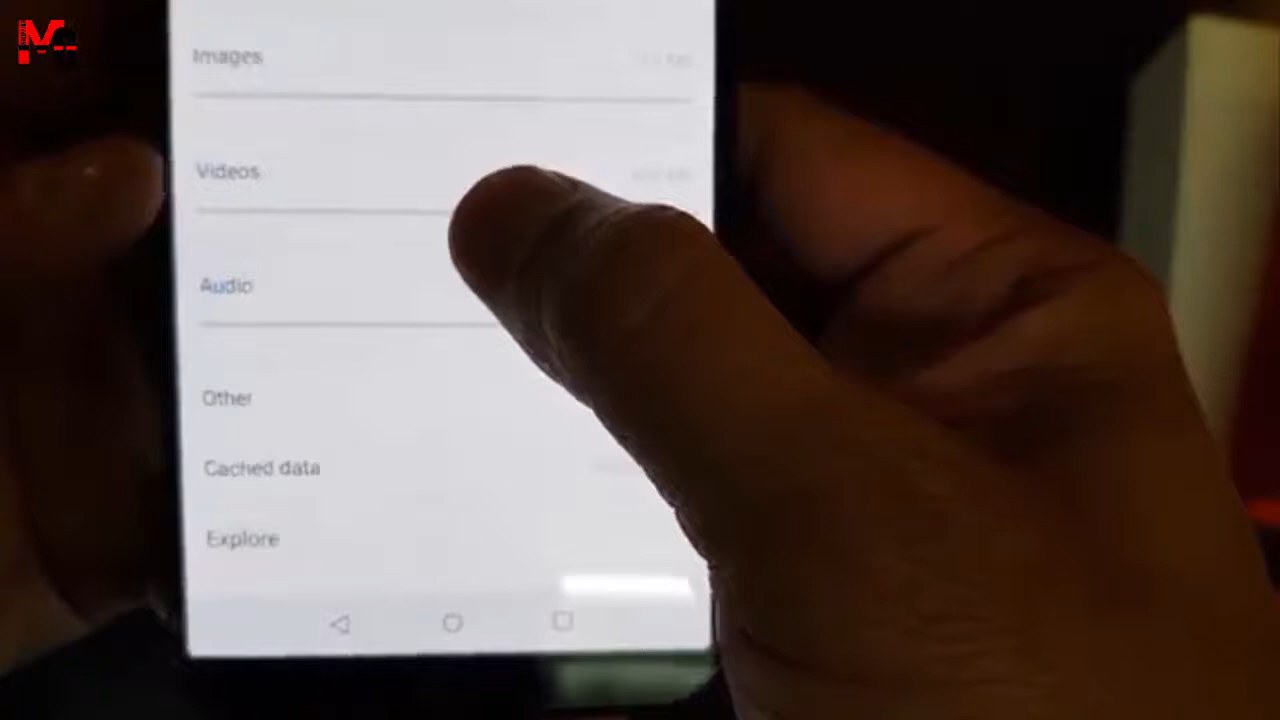 Images
Videos
Audio
Other
Cached data
Explore